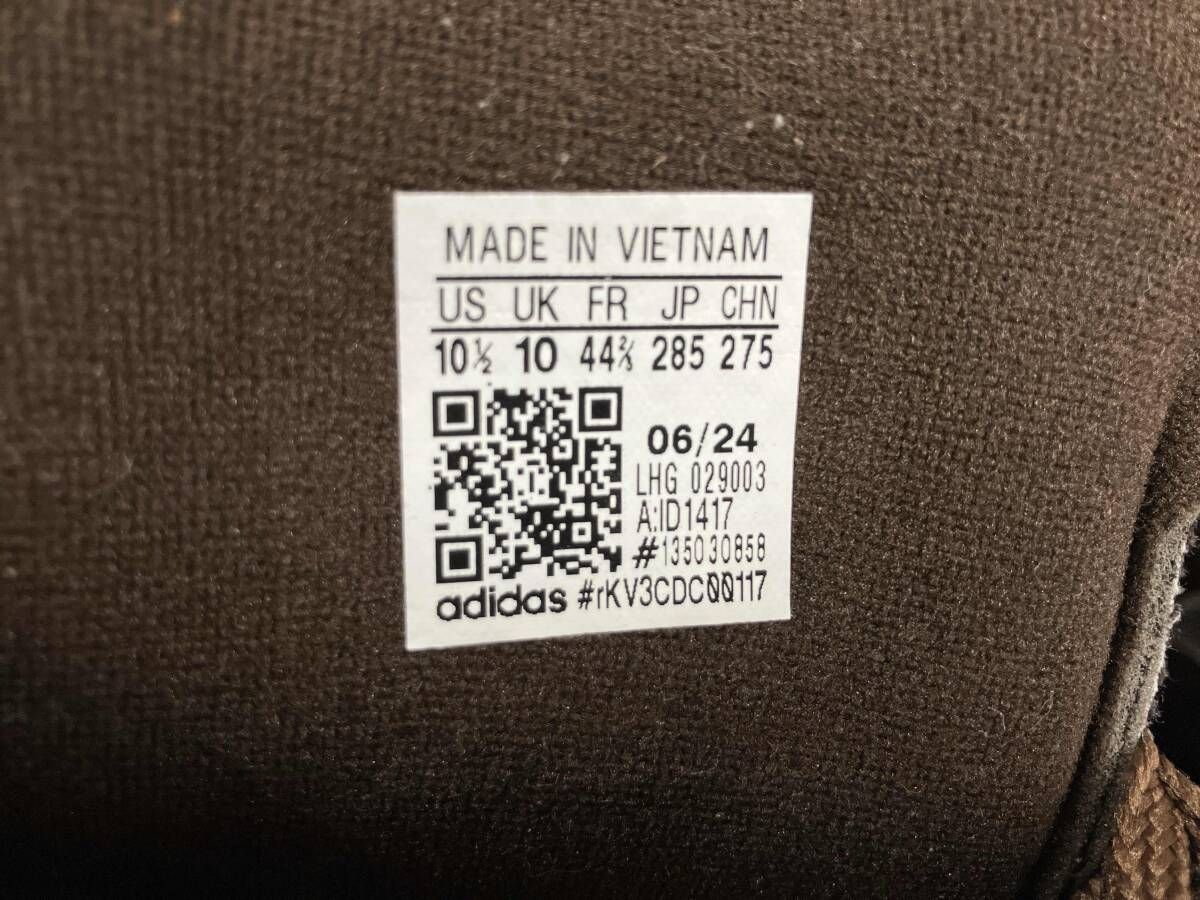 MADE IN VIETNAM
US UK FR JP CHN
10½ 10 44⅔ 285 275
06/24
LHG 029003
A:ID1417
#135030858
adidas #rKV3CDC00117